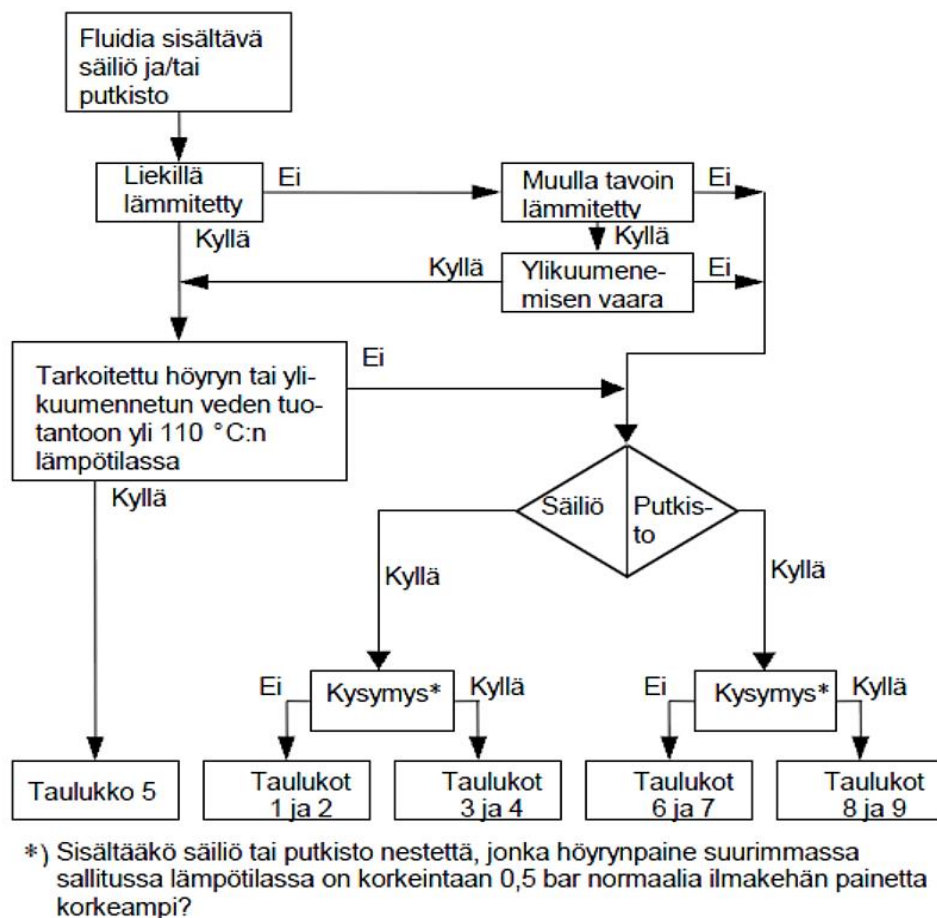 Fluidia sisältävä
säiliö ja/tai
putkisto
Liekillä
lämmitetty
Ei
Muulla tavoin
lämmitetty
Ei
Kyllä
Kyllä
Kyllä
Ylikuumene-
misen vaara
Ei
Tarkoitettu höyryn tai yli-
kuumennetun veden tuo-
tantoon yli 110 °C:n
lämpötilassa
Ei
Kyllä
Säiliö
Putkis-
to
Kyllä
Kyllä
Ei
Kysymys*
Kyllä
Ei
Kysymys*
Kyllä
Taulukko 5
Taulukot
1 ja 2
Taulukot
3 ja 4
Taulukot
6 ja 7
Taulukot
8 ja 9
*) Sisältääkö säiliö tai putkisto nestettä, jonka höyrynpaine suurimmassa
sallitussa lämpötilassa on korkeintaan 0,5 bar normaalia ilmakehän painetta
korkeampi?